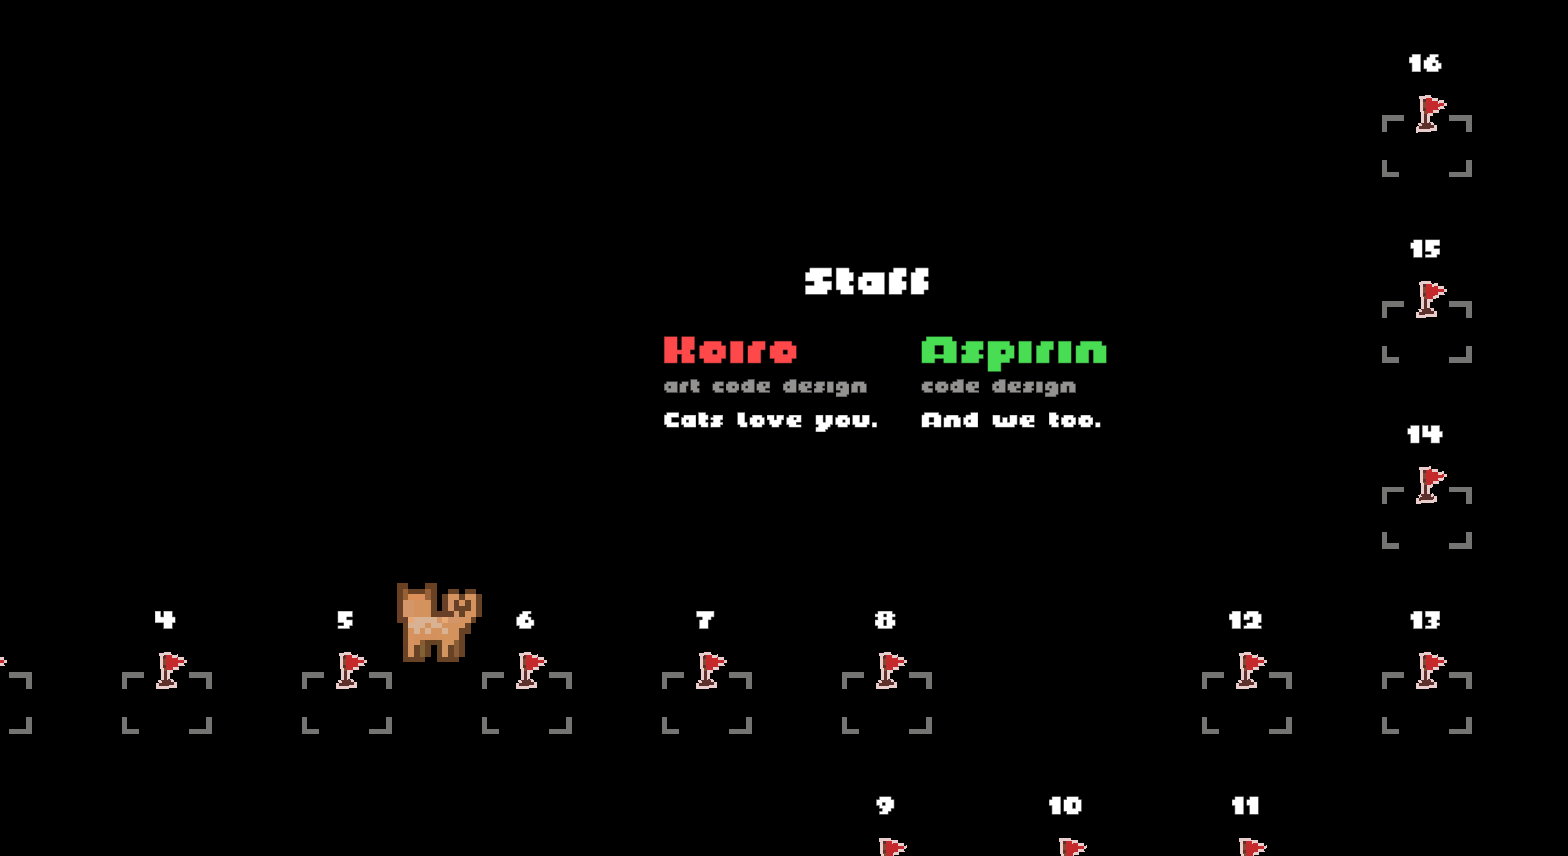 16
15
Staff
Koiro Aspirin
art code design code design
Cats love you. And we too.
14
4 5 6 7 8 12 13
9 10 11